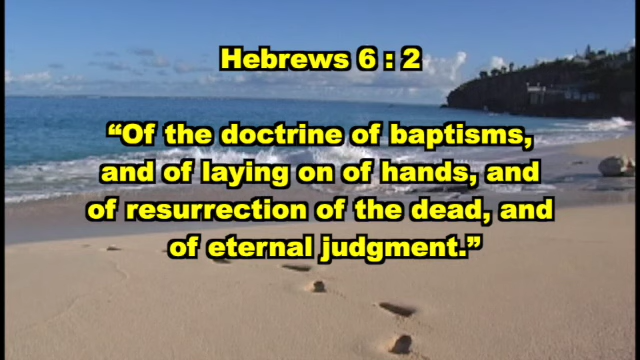 Hebrews 6 : 2
“Of the doctrine of baptisms,
and of laying on of hands, and
of resurrection of the dead, and
of eternal judgment.”